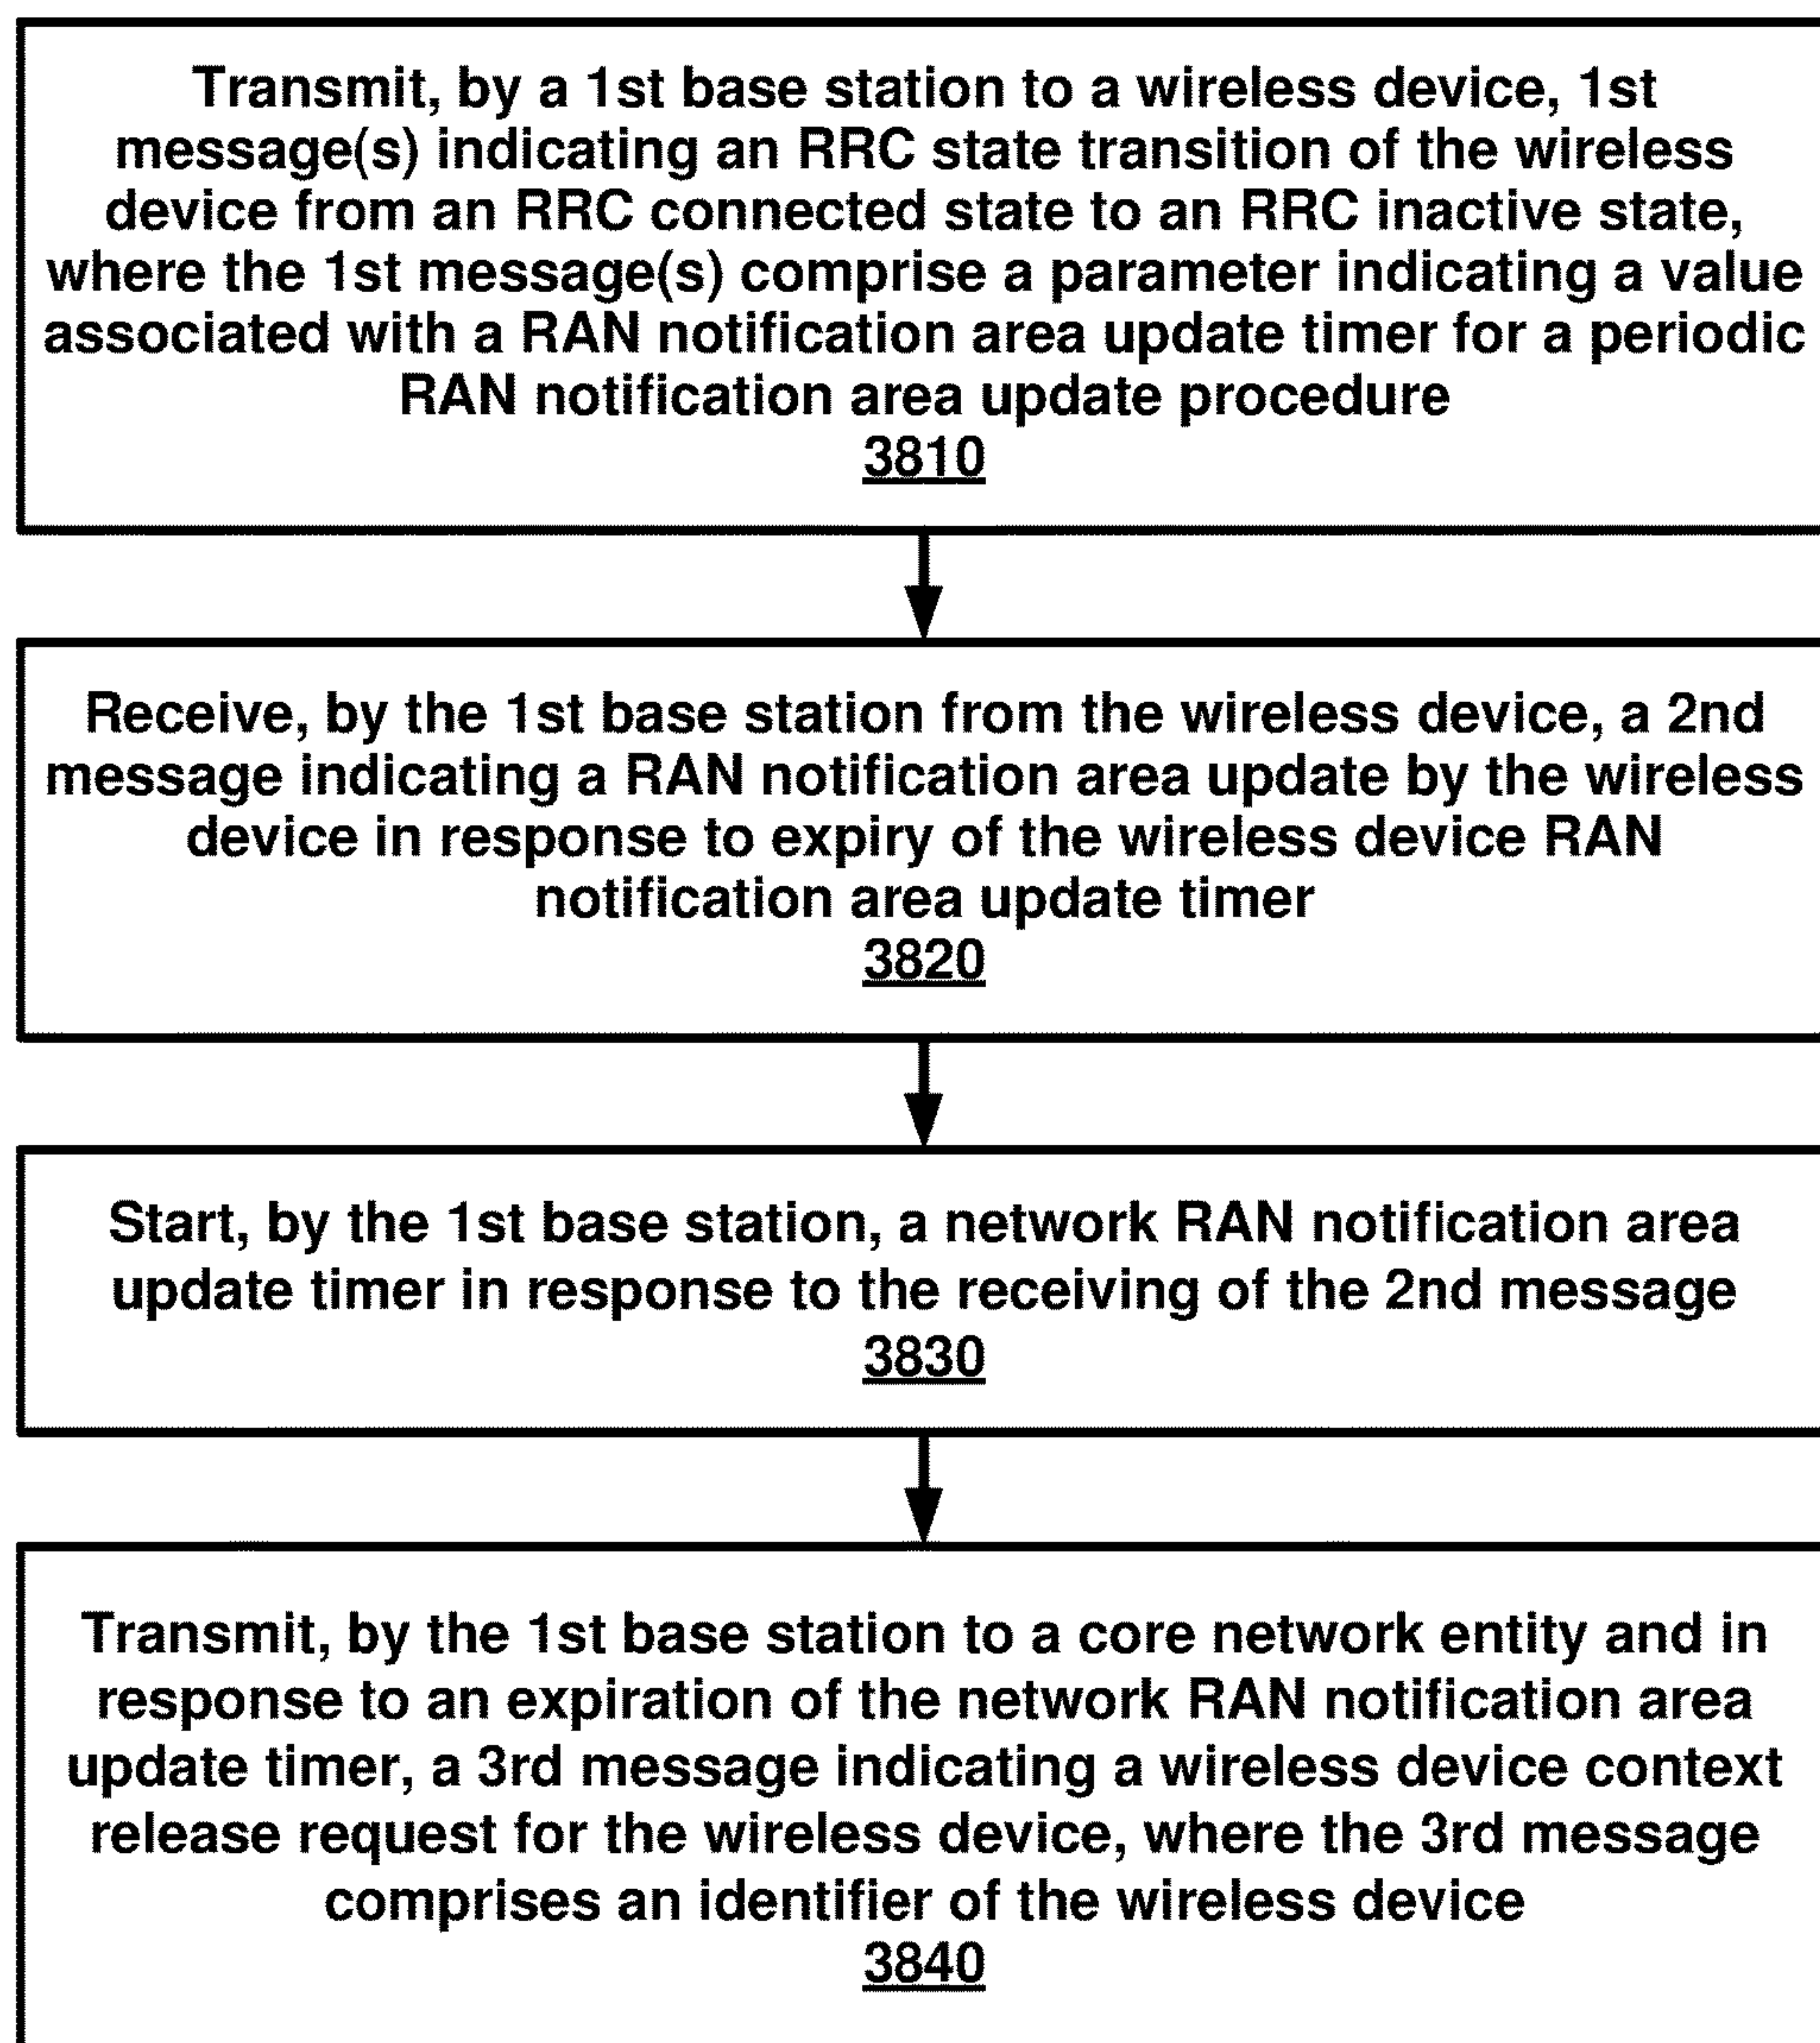 Transmit, by a 1st base station to a wireless device, 1st
message(s) indicating an RRC state transition of the wireless
device from an RRC connected state to an RRC inactive state,
where the 1st message(s) comprise a parameter indicating a value
associated with a RAN notification area update timer for a periodic
RAN notification area update procedure
3810
Receive, by the 1st base station from the wireless device, a 2nd
message indicating a RAN notification area update by the wireless
device in response to expiry of the wireless device RAN
notification area update timer
3820
Start, by the 1st base station, a network RAN notification area
update timer in response to the receiving of the 2nd message
3830
Transmit, by the 1st base station to a core network entity and in
response to an expiration of the network RAN notification area
update timer, a 3rd message indicating a wireless device context
release request for the wireless device, where the 3rd message
comprises an identifier of the wireless device
3840